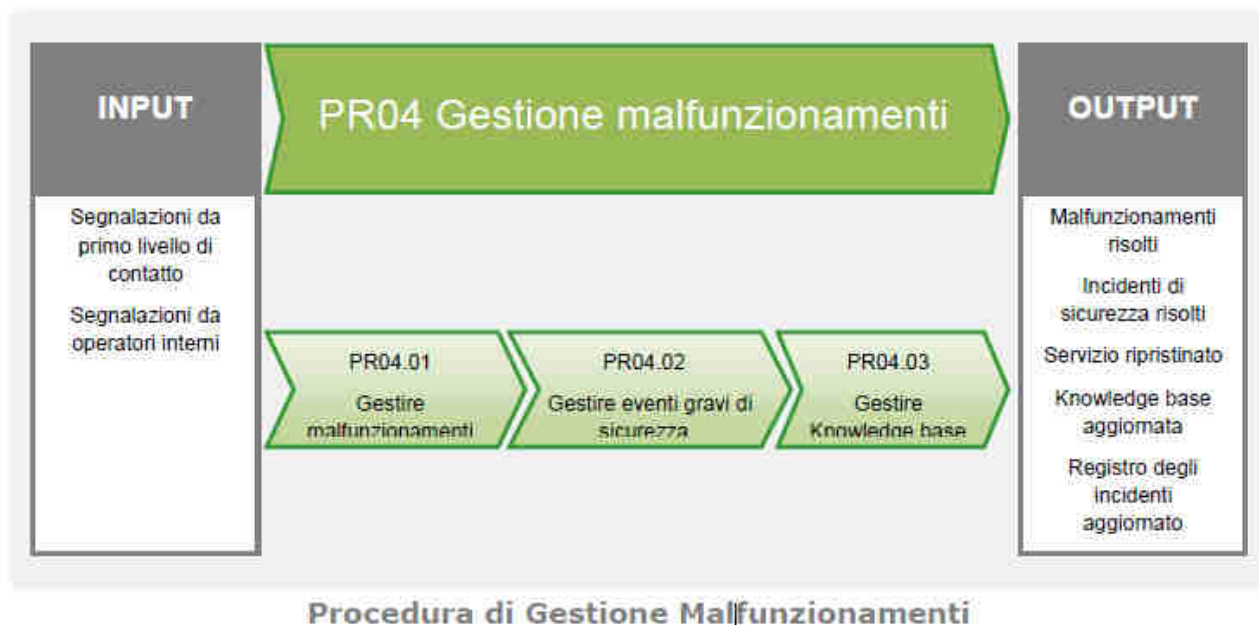 INPUT
PR04 Gestione malfunzionamenti
OUTPUT
Segnalazioni da
primo livello di
contatto
Segnalazioni da
operatori interni
PR04.01
Gestire
malfunzionamenti
PR04.02
Gestire eventi gravi di
sicurezza
PR04.03
Gestire
Knowledge base
Malfunzionamenti
risolti
Incidenti di
sicurezza risolti
Servizio ripristinato
Knowledge base
aggiornata
Registro degli
incidenti
aggiornato
Procedura di Gestione Malfunzionamenti